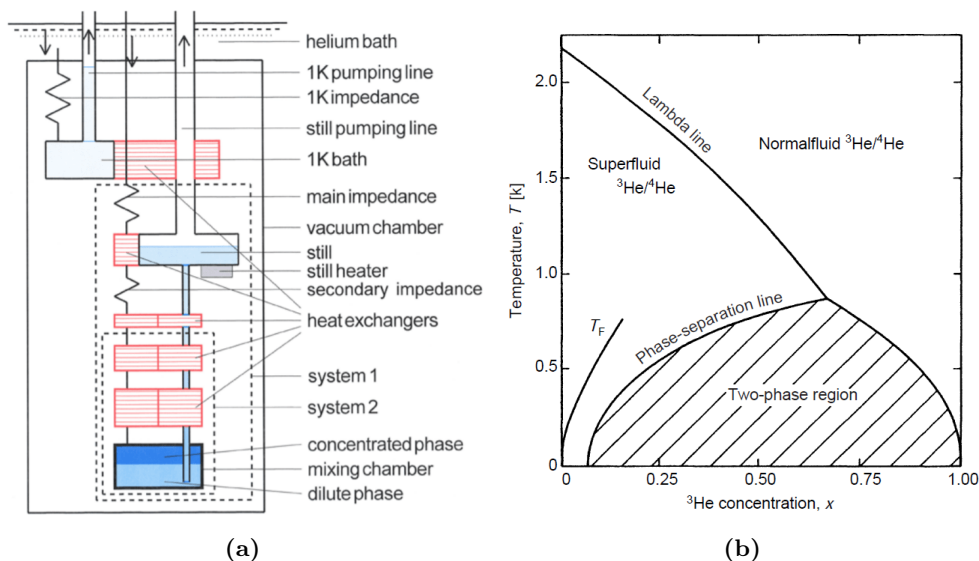 helium bath
1K pumping line
1K impedance
still pumping line
1K bath
main impedance
vacuum chamber
still
still heater
secondary impedance
heat exchangers
system 1
system 2
concentrated phase
mixing chamber
dilute phase
(a)
Temperature, T [k]
2.0
1.5
1.0
0.5
0
Lambda line
Normalfluid ³He/⁴He
Superfluid
³He/⁴He
Phase-separation line
T_F
Two-phase region
0
0.25
0.50
0.75
1.00
³He concentration, x
(b)